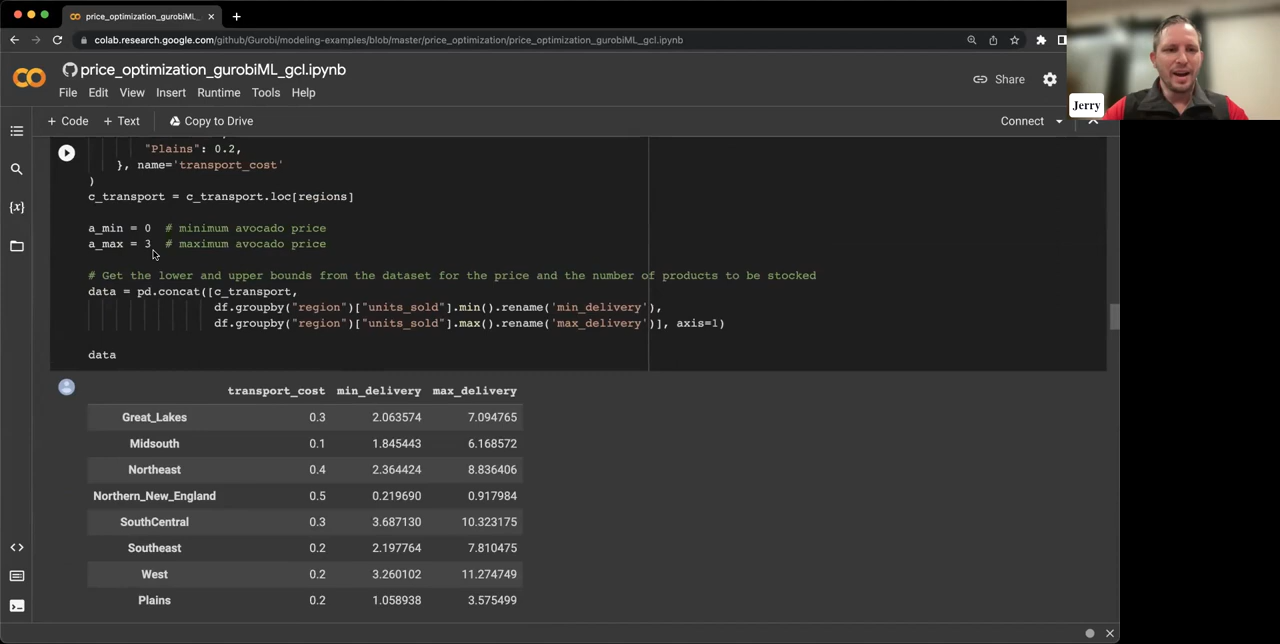 price_optimization_gurobiML_
colab.research.google.com/github/Gurobi/modeling-examples/blob/master/price_optimization/price_optimization_gurobiML_gcl.ipynb
price_optimization_gurobiML_gcl.ipynb
Share
Jerry
File Edit View Insert Runtime Tools Help
+ Code + Text Copy to Drive Connect
"Plains": 0.2,
}, name='transport_cost'
)
c_transport = c_transport.loc[regions]
a_min = 0 # minimum avocado price
a_max = 3 # maximum avocado price
# Get the lower and upper bounds from the dataset for the price and the number of products to be stocked
data = pd.concat([c_transport,
df.groupby("region")["units_sold"].min().rename('min_delivery'),
df.groupby("region")["units_sold"].max().rename('max_delivery')], axis=1)
data
transport_cost min_delivery max_delivery
Great_Lakes 0.3 2.063574 7.094765
Midsouth 0.1 1.845443 6.168572
Northeast 0.4 2.364424 8.836406
Northern_New_England 0.5 0.219690 0.917984
SouthCentral 0.3 3.687130 10.323175
Southeast 0.2 2.197764 7.810475
West 0.2 3.260102 11.274749
Plains 0.2 1.058938 3.575499